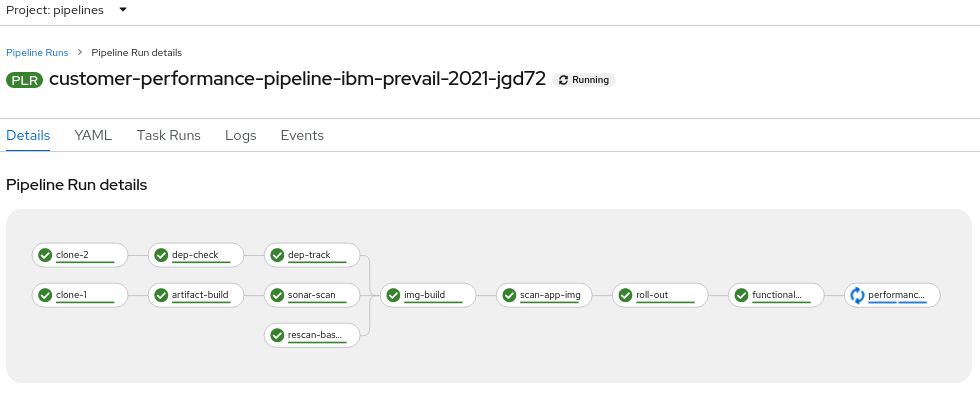 Project: pipelines
Pipeline Runs > Pipeline Run details
PLR customer-performance-pipeline-ibm-prevail-2021-jgd72 Running
Details YAML Task Runs Logs Events
Pipeline Run details
clone-2 dep-check dep-track
clone-1 artifact-build sonar-scan img-build scan-app-img roll-out functional... performanc...
rescan-bas...